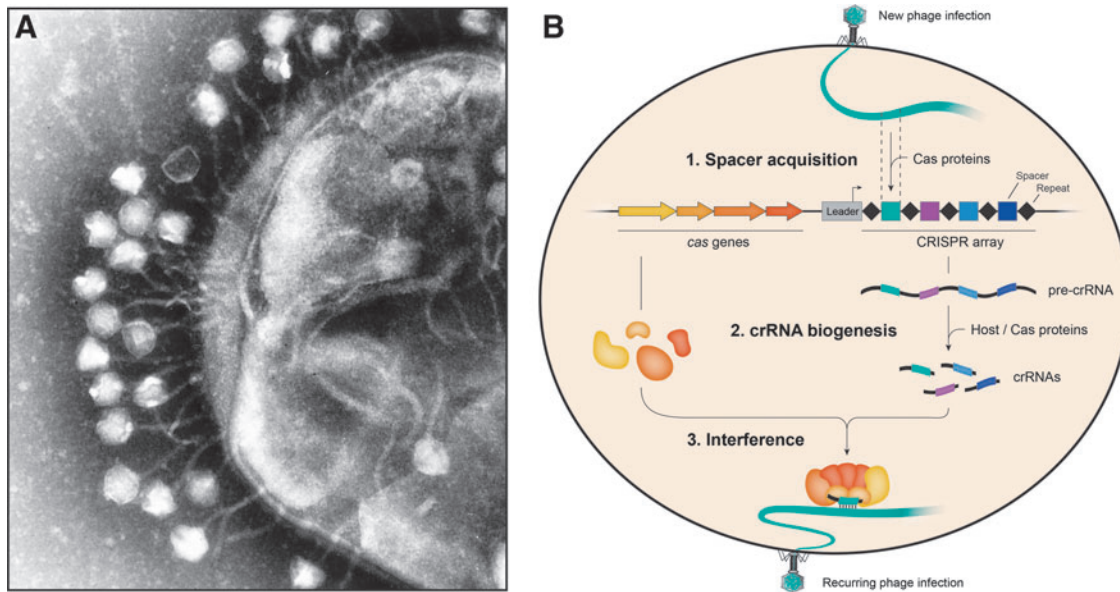 A
B
New phage infection
1. Spacer acquisition
Cas proteins
Spacer
Repeat
Leader
cas genes
CRISPR array
pre-crRNA
2. crRNA biogenesis
Host / Cas proteins
crRNAs
3. Interference
Recurring phage infection